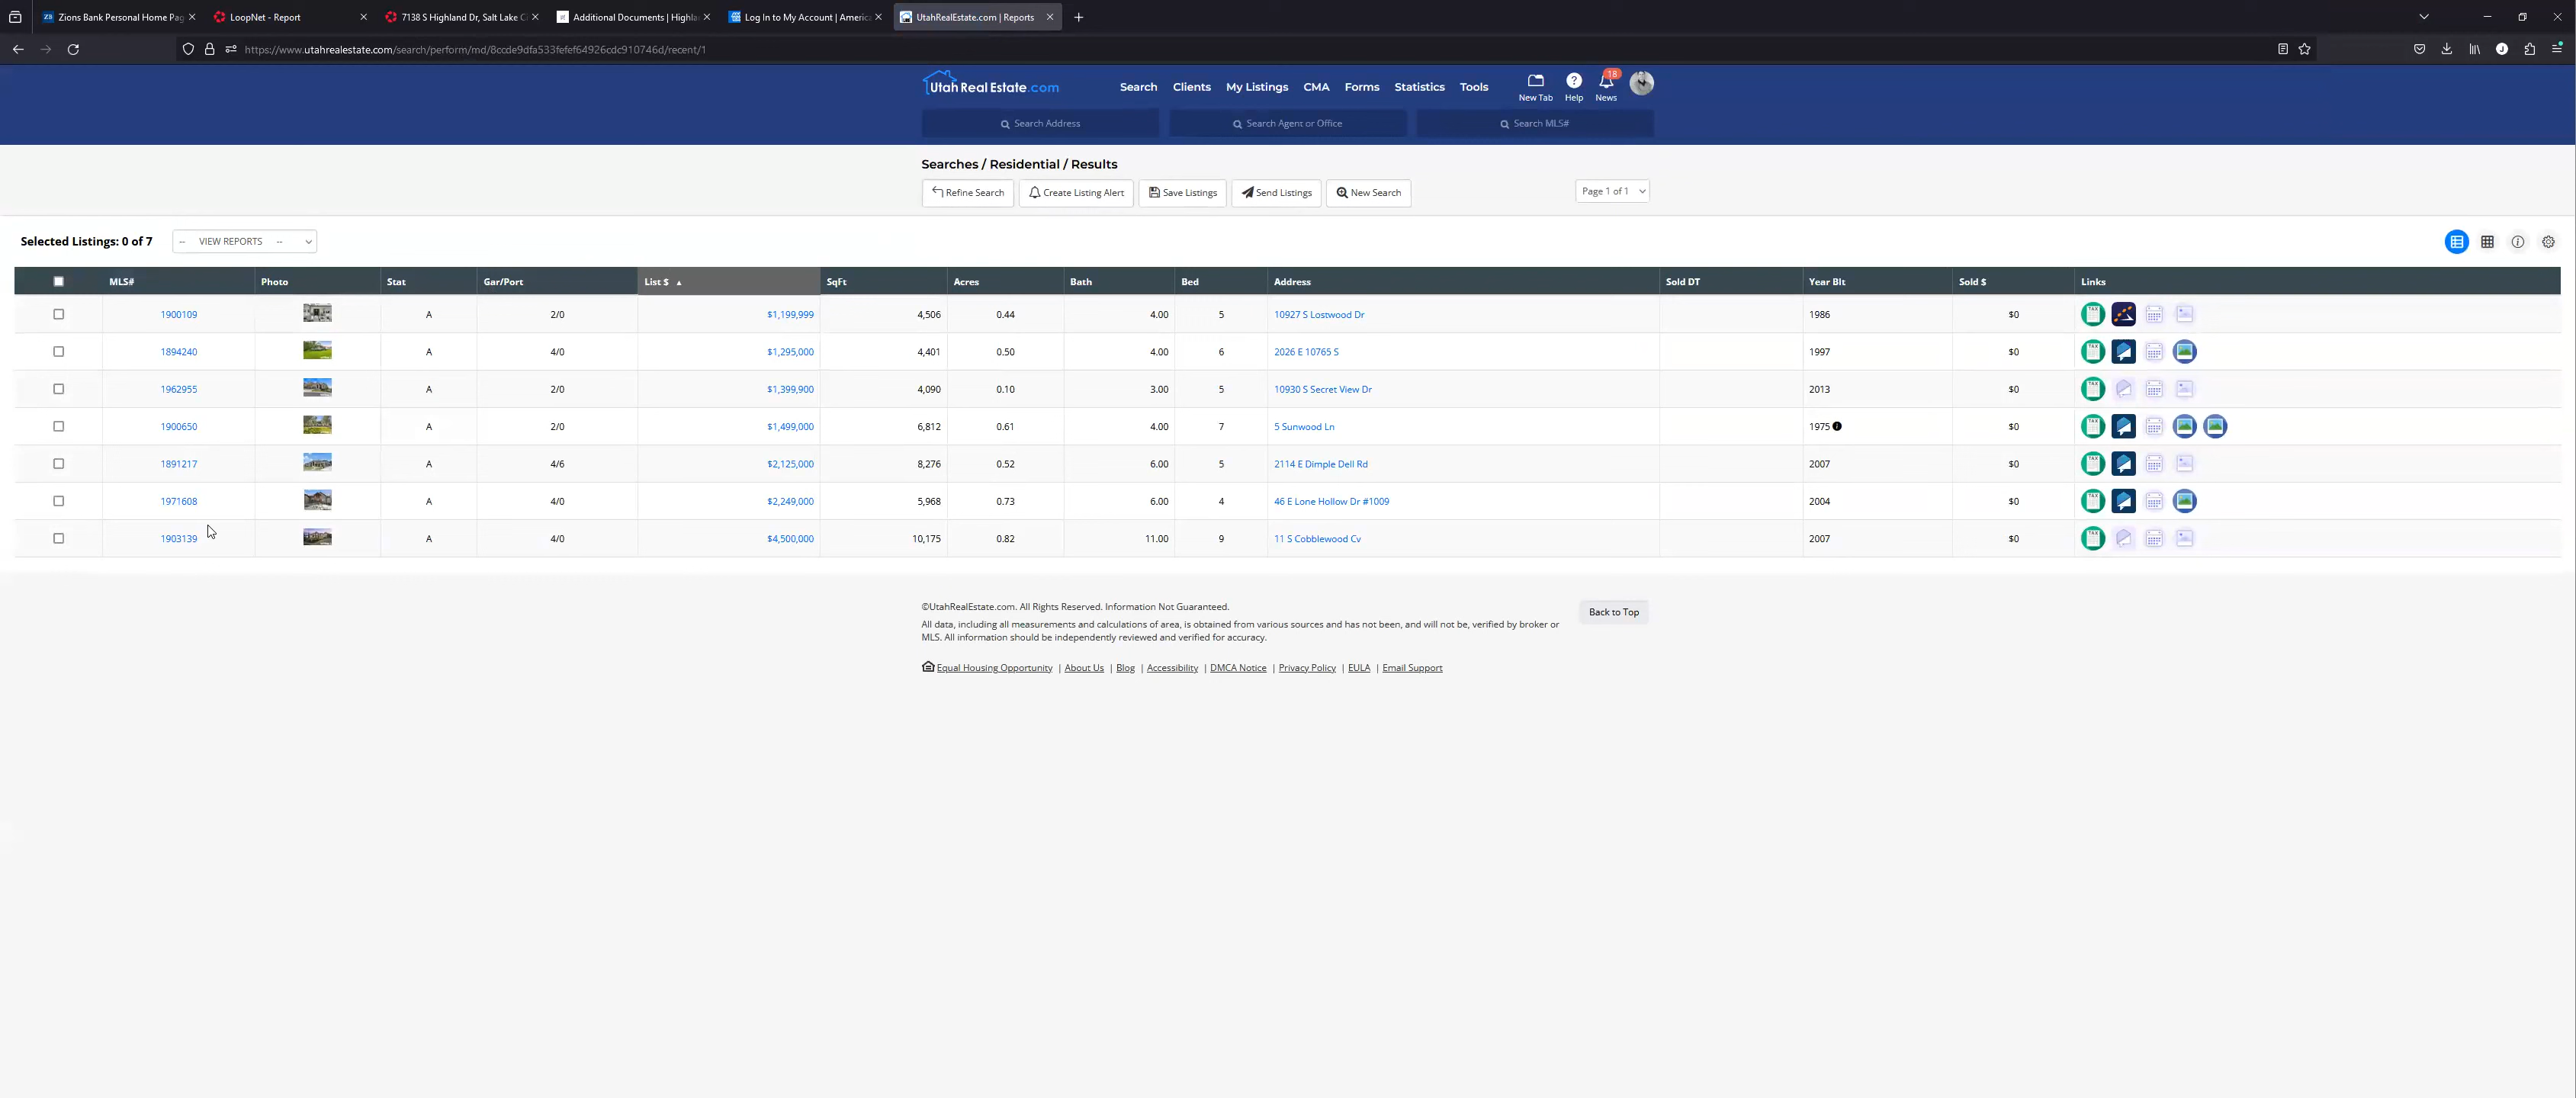 Zions Bank Personal Home Pag
LoopNet - Report
7138 S Highland Dr, Salt Lake C
Additional Documents | Highla
Log In to My Account | America
UtahRealEstate.com | Reports
https://www.utahrealestate.com/search/perform/md/8ccde9dfa533fefef64926cdc910746d/recent/1
UtahRealEstate.com
Search Clients My Listings CMA Forms Statistics Tools
18
New Tab Help News
Search Address Search Agent or Office Search MLS#
Searches / Residential / Results
Refine Search Create Listing Alert Save Listings Send Listings New Search Page 1 of 1
Selected Listings: 0 of 7 -- VIEW REPORTS --
MLS# Photo Stat Gar/Port List $ ▲ SqFt Acres Bath Bed Address Sold DT Year Blt Sold $ Links
1900109 A 2/0 $1,199,999 4,506 0.44 4.00 5 10927 S Lostwood Dr 1986 $0 TAX
1894240 A 4/0 $1,295,000 4,401 0.50 4.00 6 2026 E 10765 S 1997 $0 TAX
1962955 A 2/0 $1,399,900 4,090 0.10 3.00 5 10930 S Secret View Dr 2013 $0 TAX
1900650 A 2/0 $1,499,000 6,812 0.61 4.00 7 5 Sunwood Ln 1975 $0 TAX
1891217 A 4/6 $2,125,000 8,276 0.52 6.00 5 2114 E Dimple Dell Rd 2007 $0 TAX
1971608 A 4/0 $2,249,000 5,968 0.73 6.00 4 46 E Lone Hollow Dr #1009 2004 $0 TAX
1903139 A 4/0 $4,500,000 10,175 0.82 11.00 9 11 S Cobblewood Cv 2007 $0 TAX
©UtahRealEstate.com. All Rights Reserved. Information Not Guaranteed.
Back to Top
All data, including all measurements and calculations of area, is obtained from various sources and has not been, and will not be, verified by broker or
MLS. All information should be independently reviewed and verified for accuracy.
Equal Housing Opportunity | About Us | Blog | Accessibility | DMCA Notice | Privacy Policy | EULA | Email Support